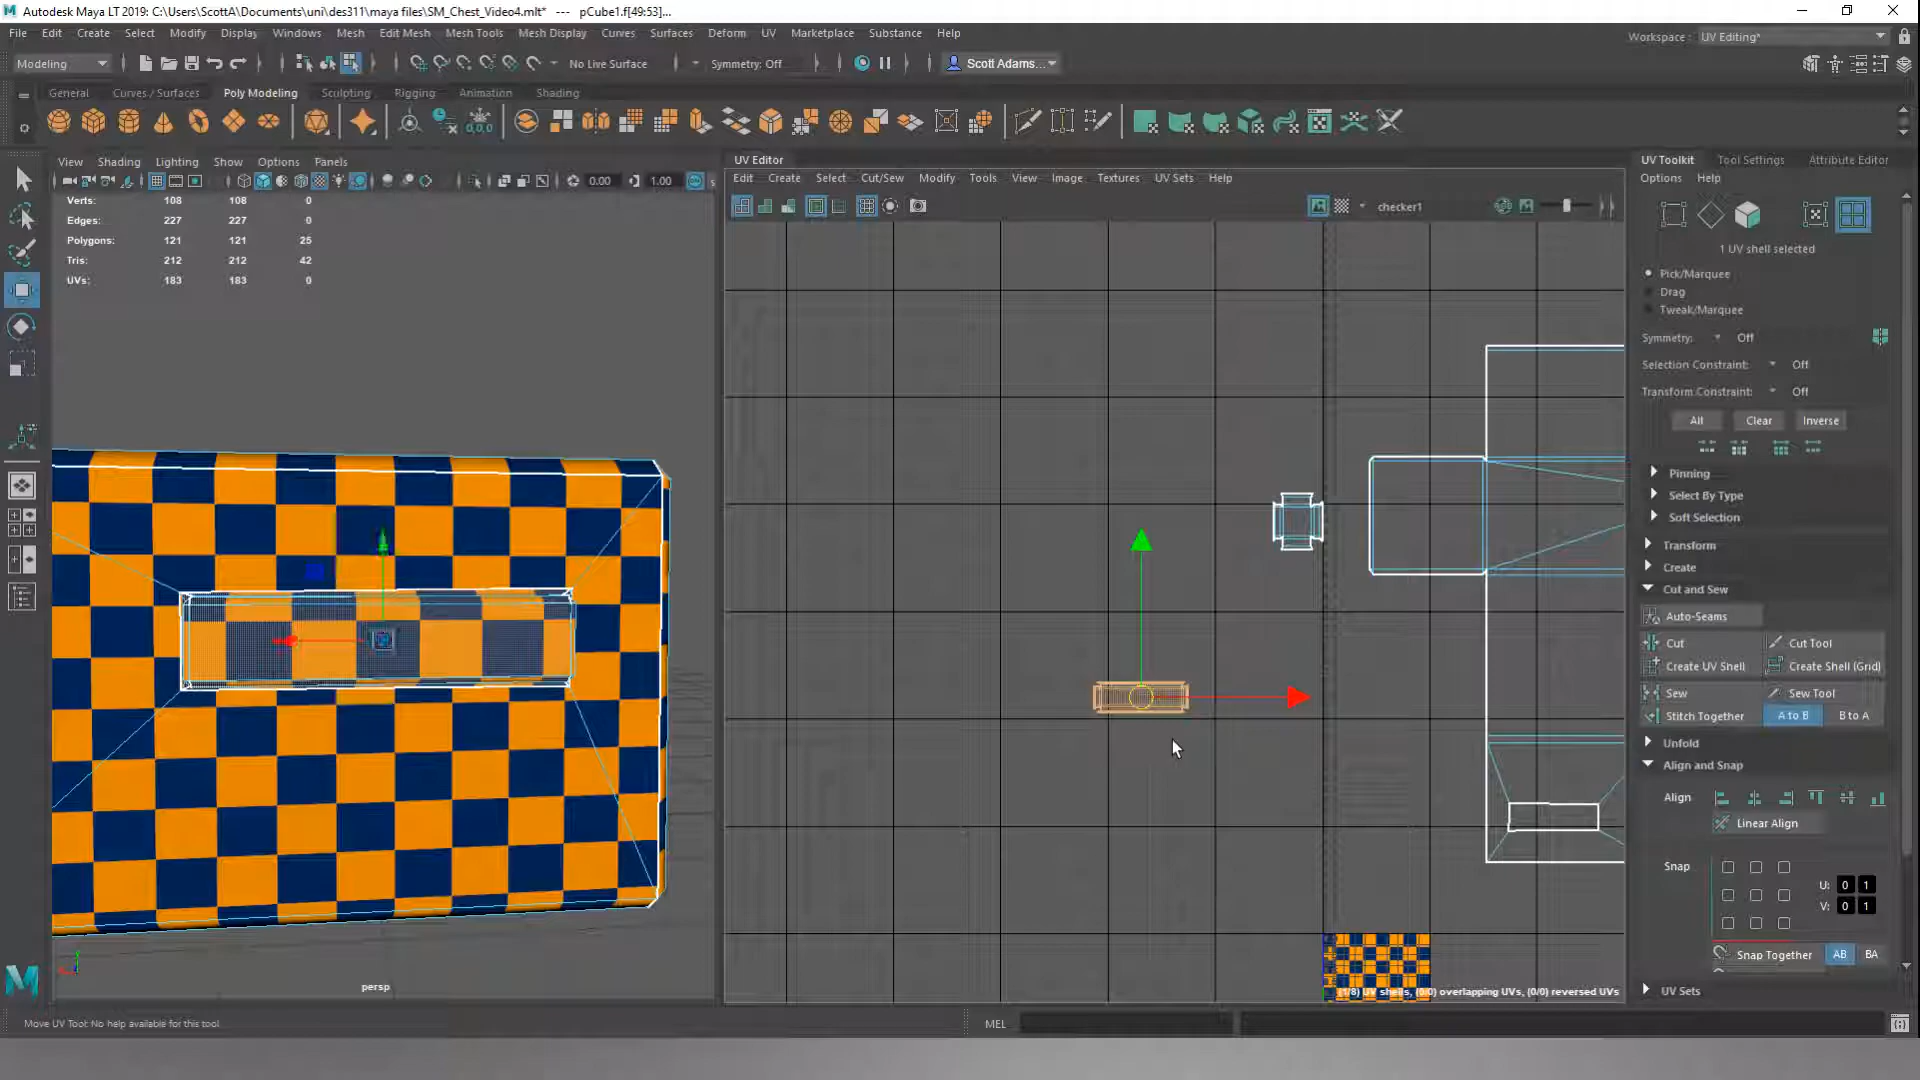 Autodesk Maya LT 2019: C:\Users\ScottA\Documents\uni\des311\maya files\SM_Chest_Video4.mlt* --- pCube1.f[49:53]...
File Edit Create Select Modify Display Windows Mesh Edit Mesh Mesh Tools Mesh Display Curves Surfaces Deform UV Marketplace Substance Help
Workspace : UV Editing*
Modeling No Live Surface Symmetry: Off Scott Adams...
General Curves / Surfaces Poly Modeling Sculpting Rigging Animation Shading
0,0,0
View Shading Lighting Show Options Panels
0.00 1.00
Verts: 108 108 0
Edges: 227 227 0
Polygons: 121 121 25
Tris: 212 212 42
UVs: 183 183 0
persp
UV Editor
Edit Create Select Cut/Sew Modify Tools View Image Textures UV Sets Help
checker1
(1/8) UV shells, (0/0) overlapping UVs, (0/0) reversed UVs
UV Toolkit Tool Settings Attribute Editor
Options Help
1 UV shell selected
Pick/Marquee
Drag
Tweak/Marquee
Symmetry: Off
Selection Constraint: Off
Transform Constraint: Off
All Clear Inverse
Pinning
Select By Type
Soft Selection
Transform
Create
Cut and Sew
Auto-Seams
Cut Cut Tool
Create UV Shell Create Shell (Grid)
Sew Sew Tool
Stitch Together A to B B to A
Unfold
Align and Snap
Align
Linear Align
Snap
U: 0 1
V: 0 1
Snap Together AB BA
UV Sets
Move UV Tool: No help available for this tool
MEL